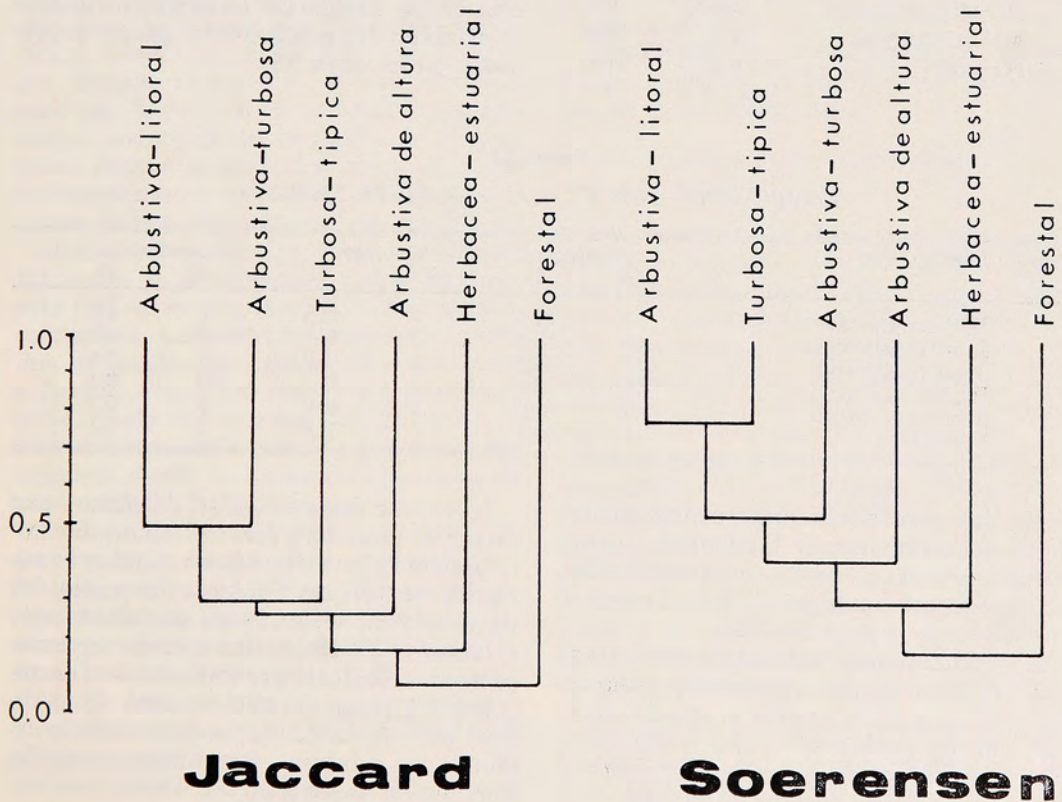 Arbustiva-litoral
Arbustiva-turbosa
Turbosa-tipica
Arbustiva de altura
Herbacea-estuarial
Forestal
Arbustiva-litoral
Turbosa-tipica
Arbustiva-turbosa
Arbustiva de altura
Herbacea-estuarial
Forestal
1.0
0.5
0.0
Jaccard
Soerensen